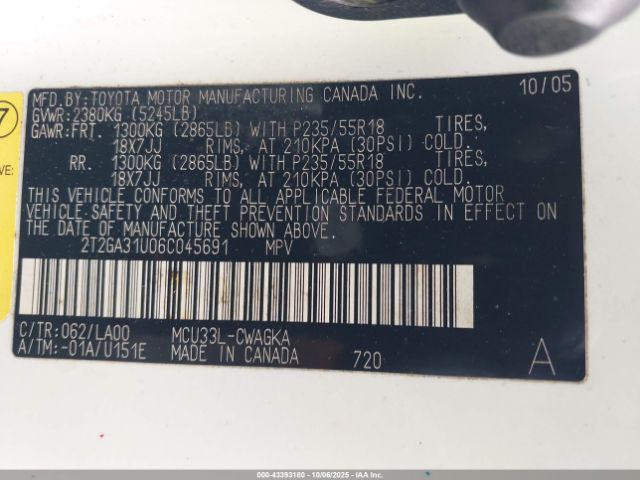 7
VE:
MFD.BY:TOYOTA MOTOR MANUFACTURING CANADA INC. 10/05
GVWR:2380KG (5245LB)
GAWR:FRT. 1300KG (2865LB) WITH P235/55R18 TIRES,
18X7JJ RIMS, AT 210KPA (30PSI) COLD.
RR. 1300KG (2865LB) WITH P235/55R18 TIRES,
18X7JJ RIMS, AT 210KPA (30PSI) COLD.
THIS VEHICLE CONFORMS TO ALL APPLICABLE FEDERAL MOTOR
VEHICLE SAFETY AND THEFT PREVENTION STANDARDS IN EFFECT ON
THE DATE OF MANUFACTURE SHOWN ABOVE.
2T2GA31U06C045691 MPV
C/TR:062/LA00 MCU33L-CWAGKA
A/TM:-01A/U151E MADE IN CANADA 720 A
000-43393180 - 10/06/2025 - IAA Inc.